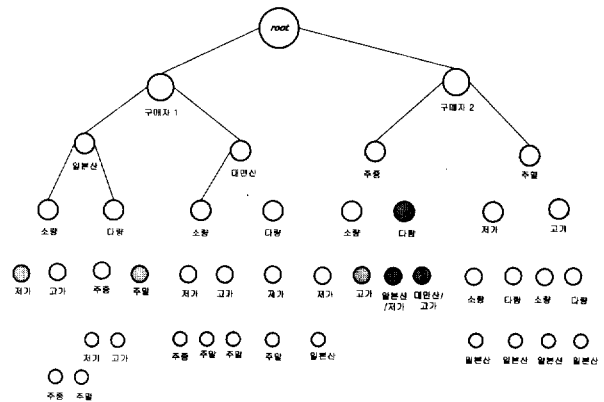 root
구매자 1
구매자 2
일본산
대만산
주중
주말
소량 다량 소량 다량 소량 다량 저가 고가
저가 고가 주중 주말 저가 고가 저가 저가 고가 일본산 대만산/ 소량 다량 소량 다량
/저가 고가
저가 고가 주중 주말 주말 주말 일본산 일본산 일본산 일본산 일본산
주중 주말